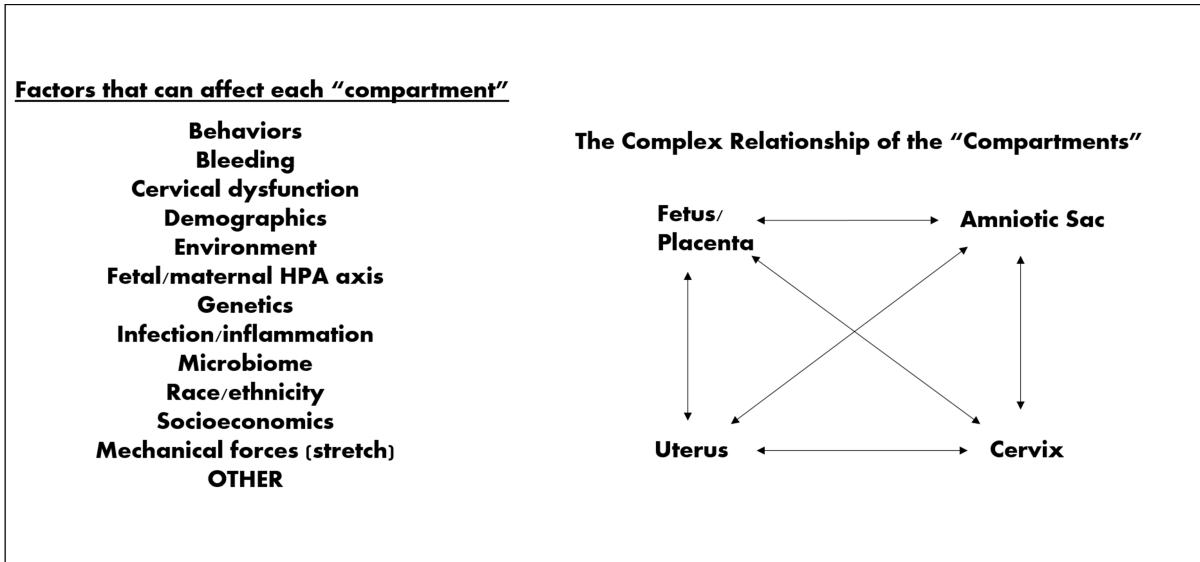 Factors that can affect each “compartment”
Behaviors
Bleeding
Cervical dysfunction
Demographics
Environment
Fetal/maternal HPA axis
Genetics
Infection/inflammation
Microbiome
Race/ethnicity
Socioeconomics
Mechanical forces (stretch)
OTHER
The Complex Relationship of the “Compartments”
Fetus/
Placenta
Amniotic Sac
Uterus
Cervix